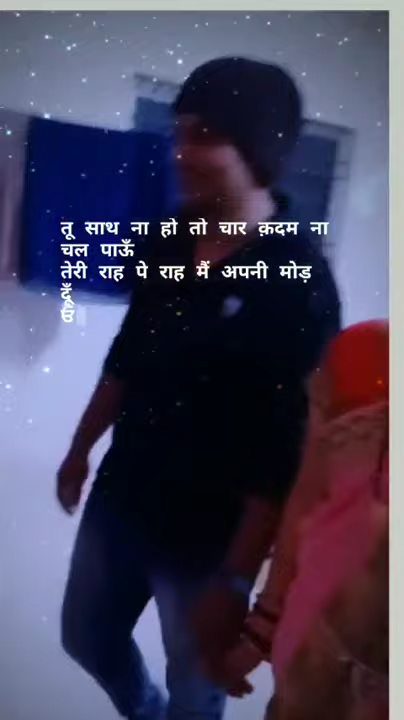 तू साथ ना हो तो चार क़दम ना
चल पाऊँ
तेरी राह पे राह मैं अपनी मोड़